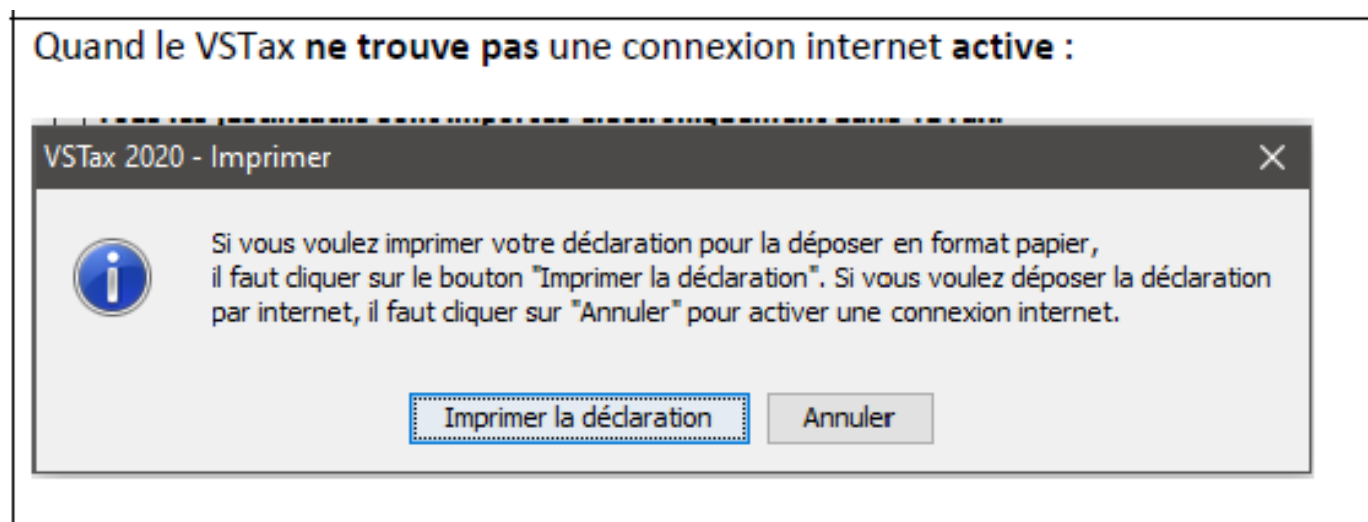 Quand le VSTax ne trouve pas une connexion internet active :
VSTax 2020 - Imprimer
Si vous voulez imprimer votre déclaration pour la déposer en format papier,
il faut cliquer sur le bouton "Imprimer la déclaration". Si vous voulez déposer la déclaration
par internet, il faut cliquer sur "Annuler" pour activer une connexion internet.
Imprimer la déclaration
Annuler